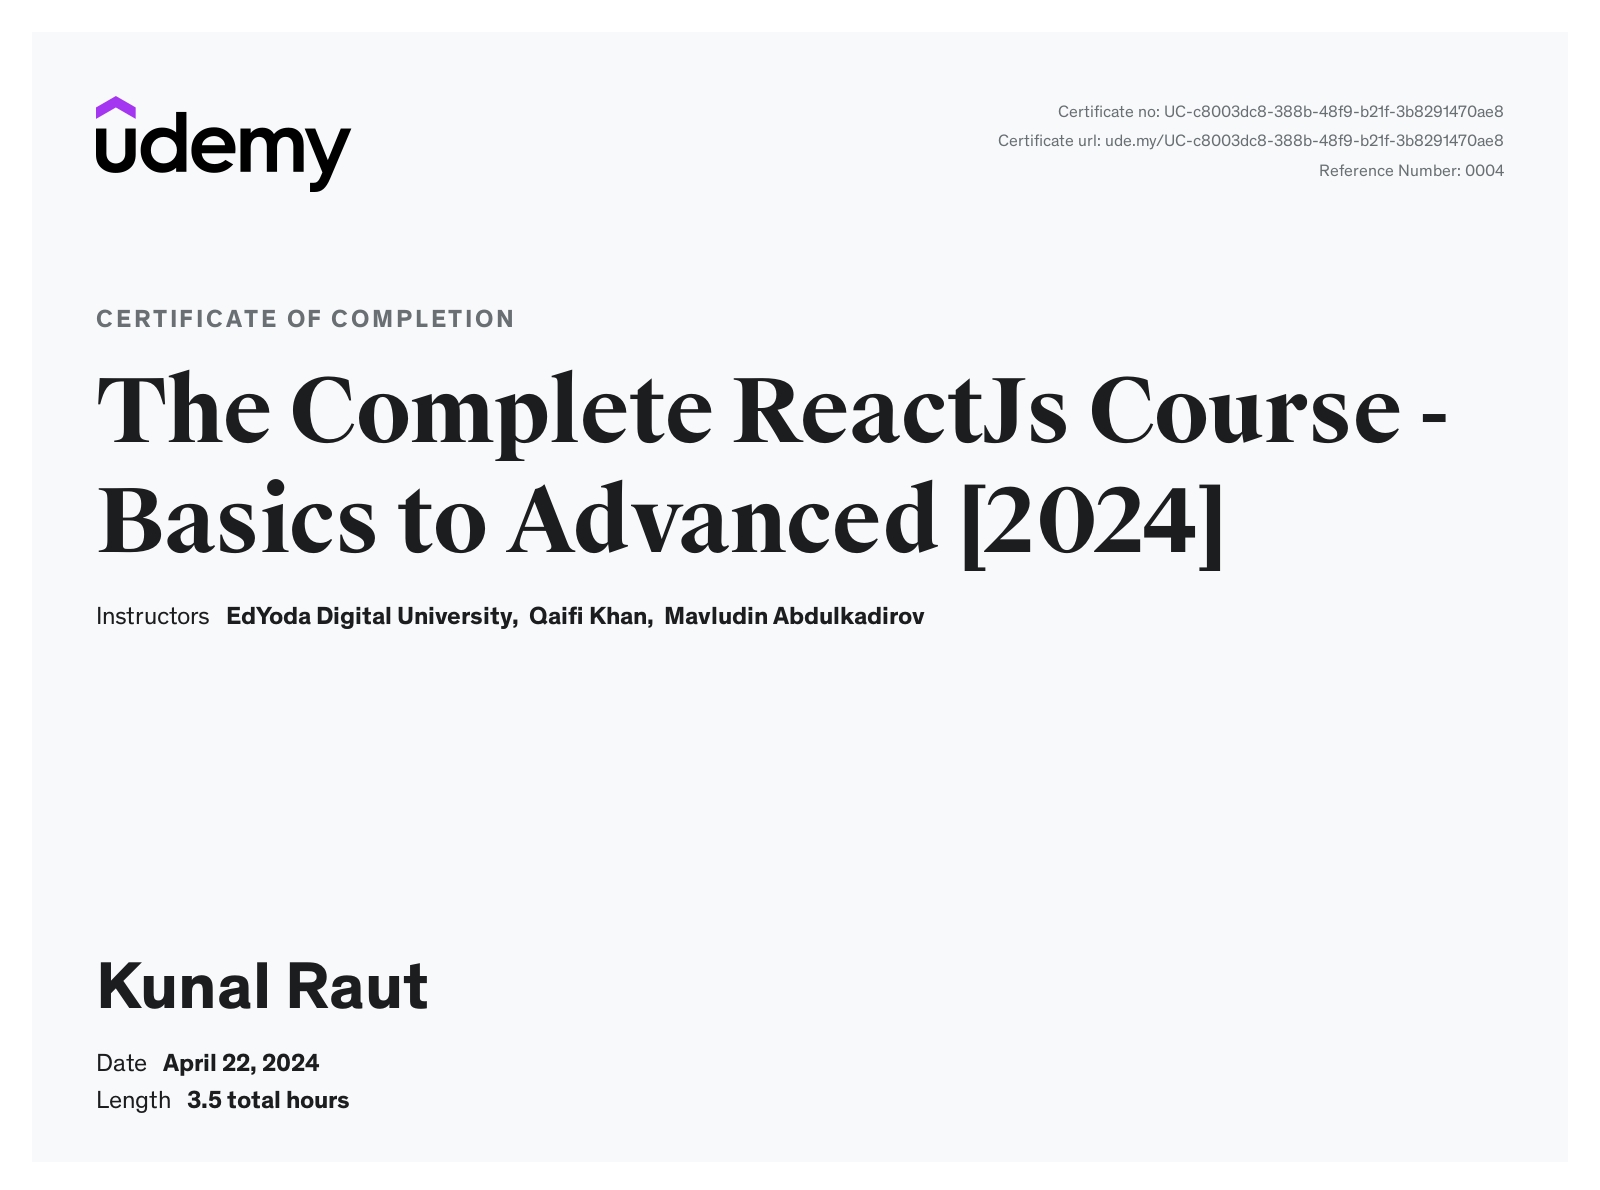 udemy
Certificate no: UC-c8003dc8-388b-48f9-b21f-3b8291470ae8
Certificate url: ude.my/UC-c8003dc8-388b-48f9-b21f-3b8291470ae8
Reference Number: 0004
CERTIFICATE OF COMPLETION
The Complete ReactJs Course -
Basics to Advanced [2024]
Instructors EdYoda Digital University, Qaifi Khan, Mavludin Abdulkadirov
Kunal Raut
Date April 22, 2024
Length 3.5 total hours